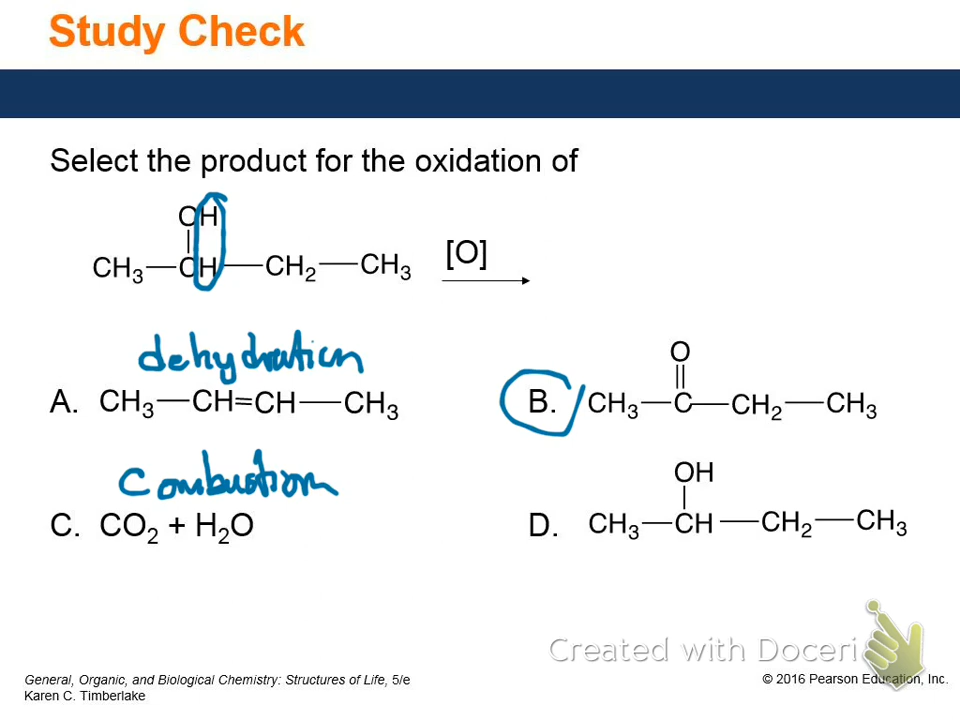 Study Check
Select the product for the oxidation of
OH
CH3—CH—CH2—CH3 [O]
dehydration
A. CH3—CH=CH—CH3
O
B. CH3—C—CH2—CH3
Combustion
C. CO2 + H2O
OH
D. CH3—CH—CH2—CH3
Created with Doceri
General, Organic, and Biological Chemistry: Structures of Life, 5/e
Karen C. Timberlake
© 2016 Pearson Education, Inc.